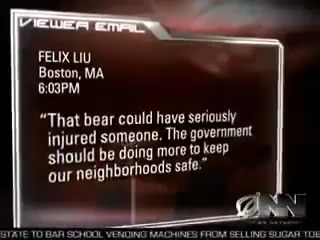 VIEWER EMAIL
FELIX LIU
Boston, MA
6:03PM
“That bear could have seriously
injured someone. The government
should be doing more to keep
our neighborhoods safe.”
ONN
STATE TO BAR SCHOOL VENDING MACHINES FROM SELLING SUGAR